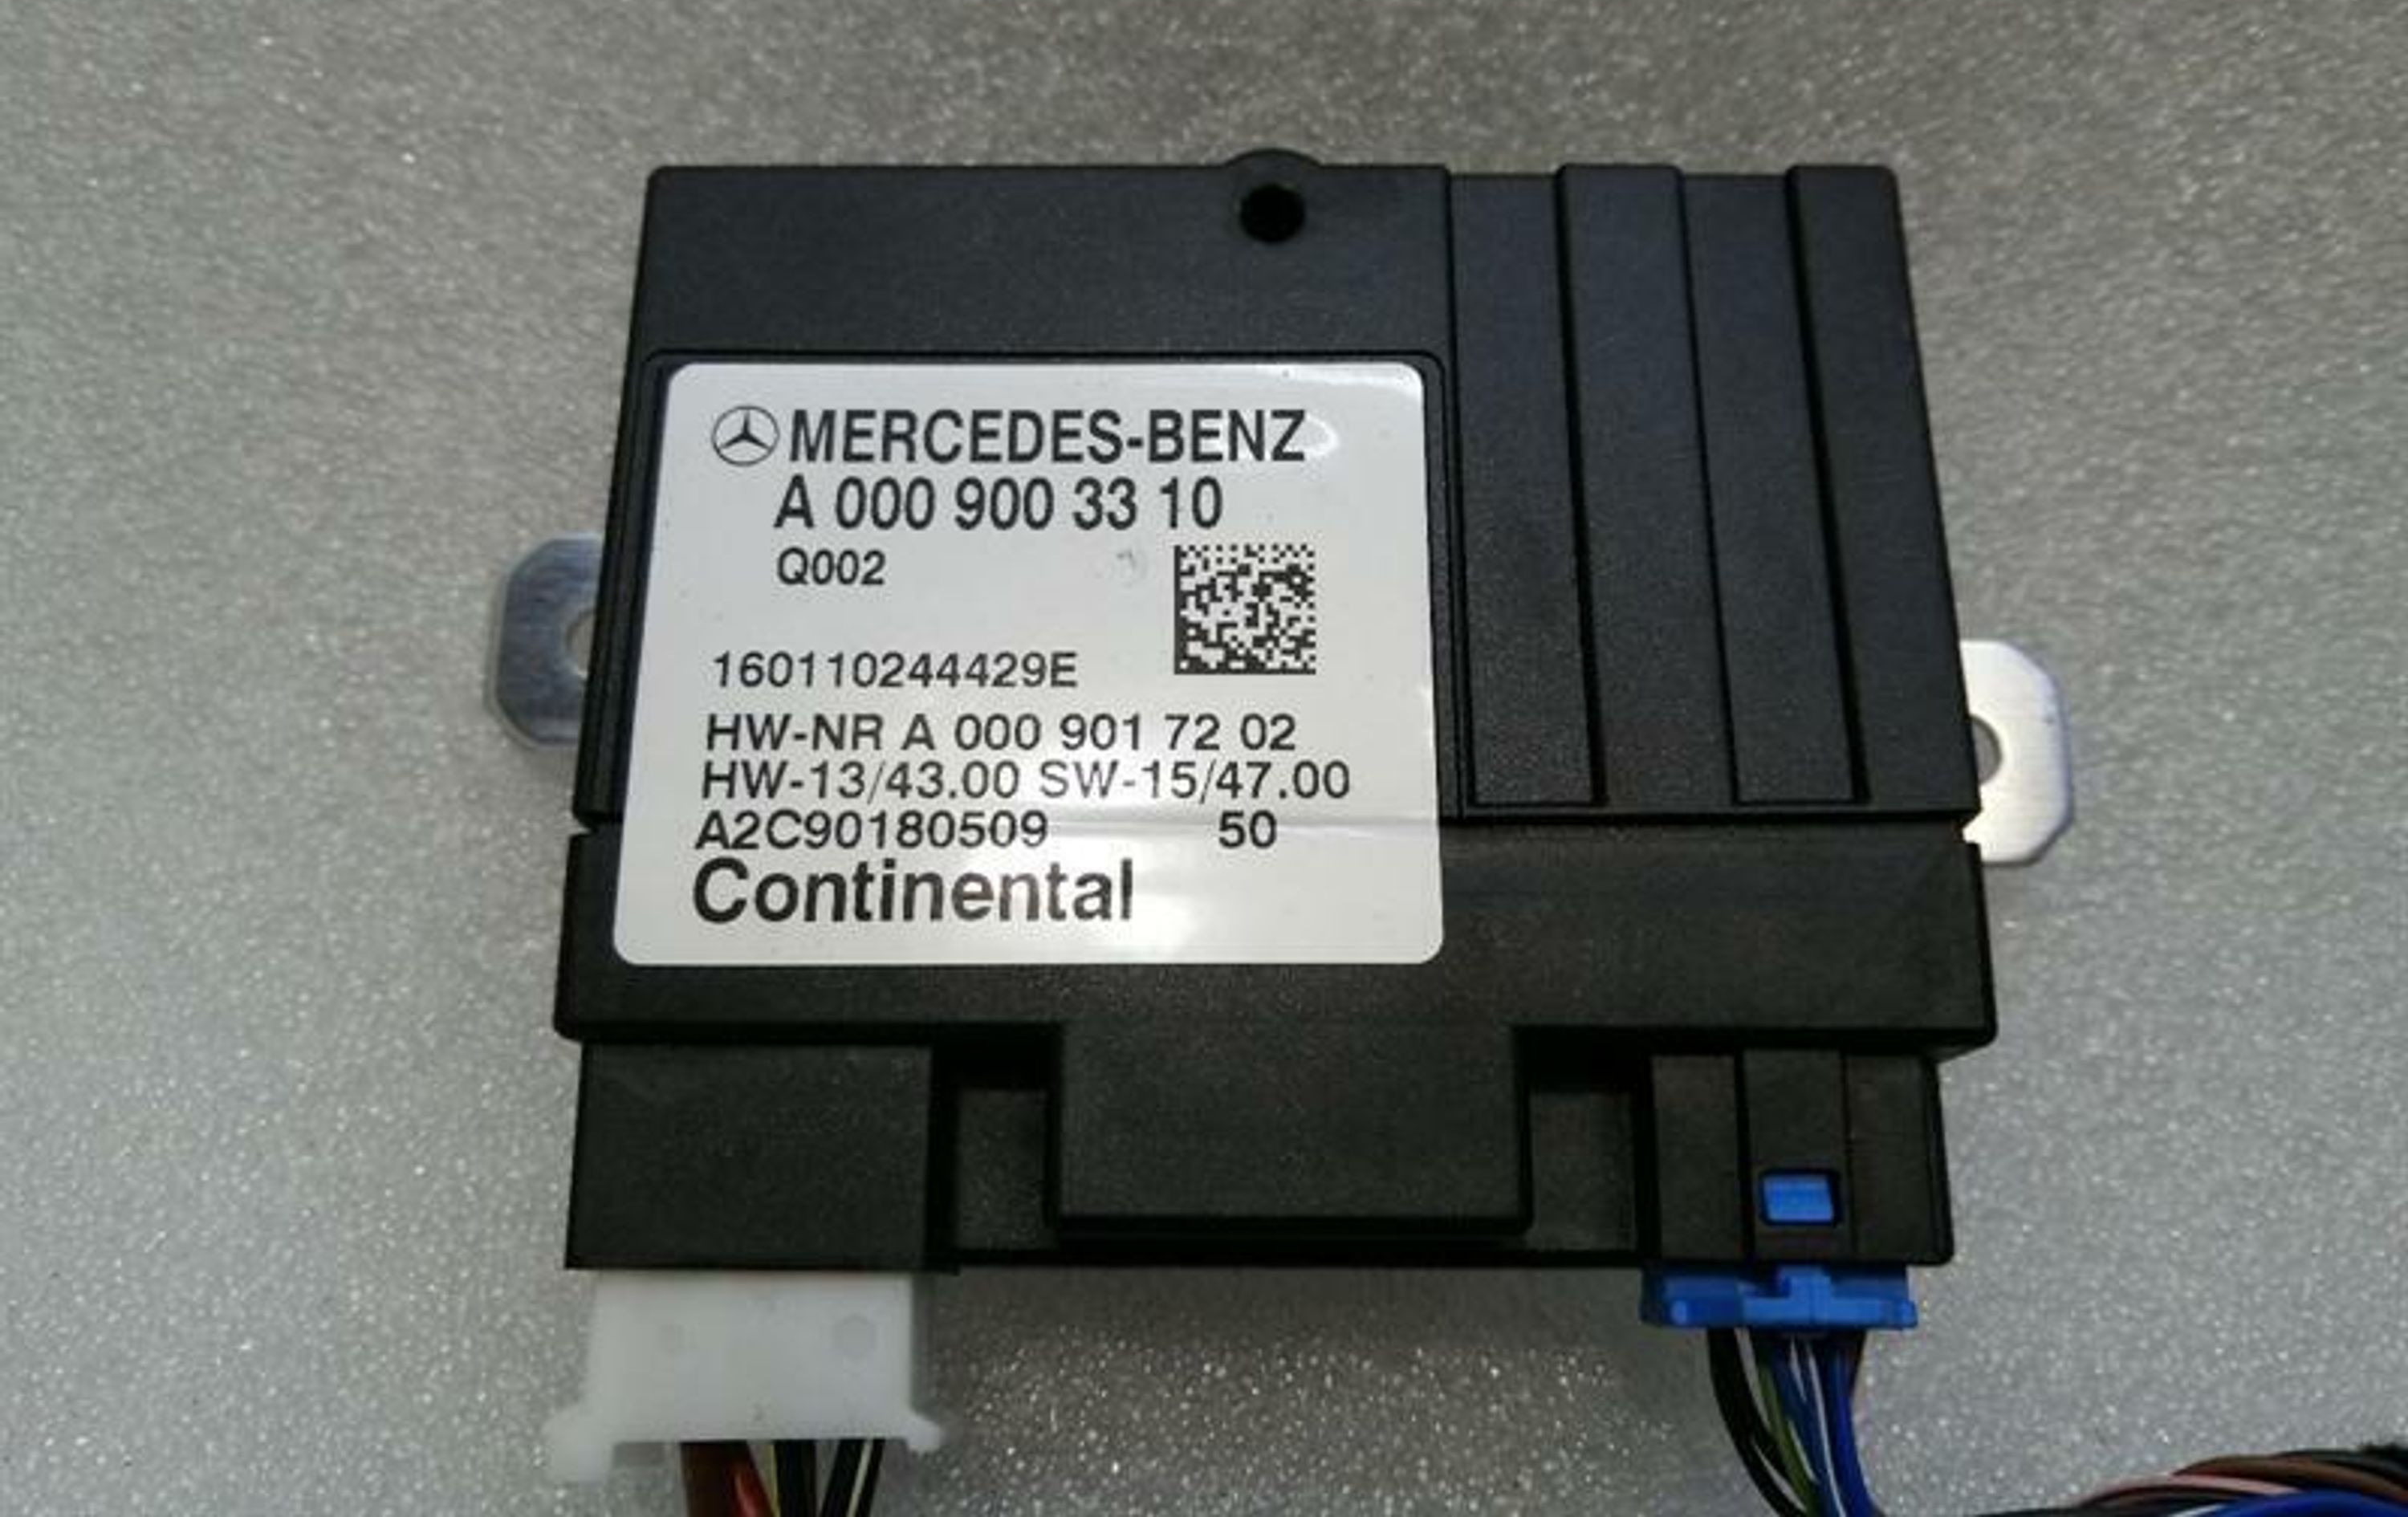 MERCEDES-BENZ
A 000 900 33 10
Q002
160110244429E
HW-NR A 000 901 72 02
HW-13/43.00 SW-15/47.00
A2C90180509 50
Continental